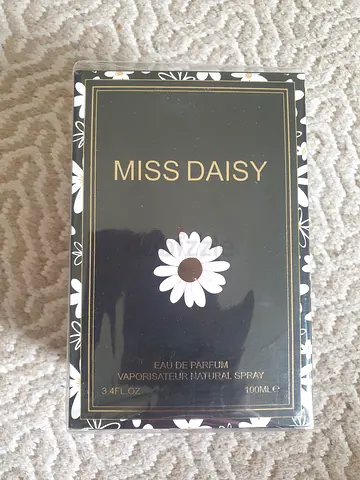 MISS DAISY
EAU DE PARFUM
VAPORISATEUR NATURAL SPRAY
3.4FL.OZ 100ML℮